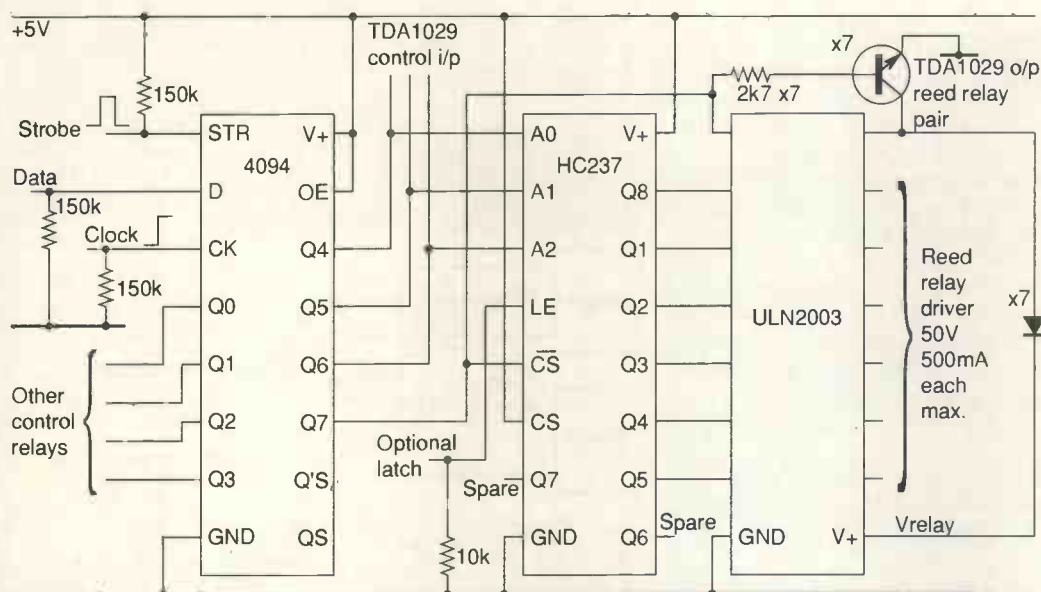 +5V
150k
Strobe
Data
150k
Clock
150k
Other
control
relays
STR
D
CK
Q0
Q1
Q2
Q3
GND
4094
V+
OE
Q4
Q5
Q6
Q7
Q'S
QS
TDA1029
control i/p
Optional
latch
10k
Spare
A0
A1
A2
LE
CS
CS
Q7
GND
HC237
V+
Q8
Q1
Q2
Q3
Q4
Q5
Q6
Spare
2k7 x7
x7
TDA1029 o/p
reed relay
pair
ULN2003
GND
V+
Reed
relay
driver
50V
500mA
each
max.
x7
Vrelay